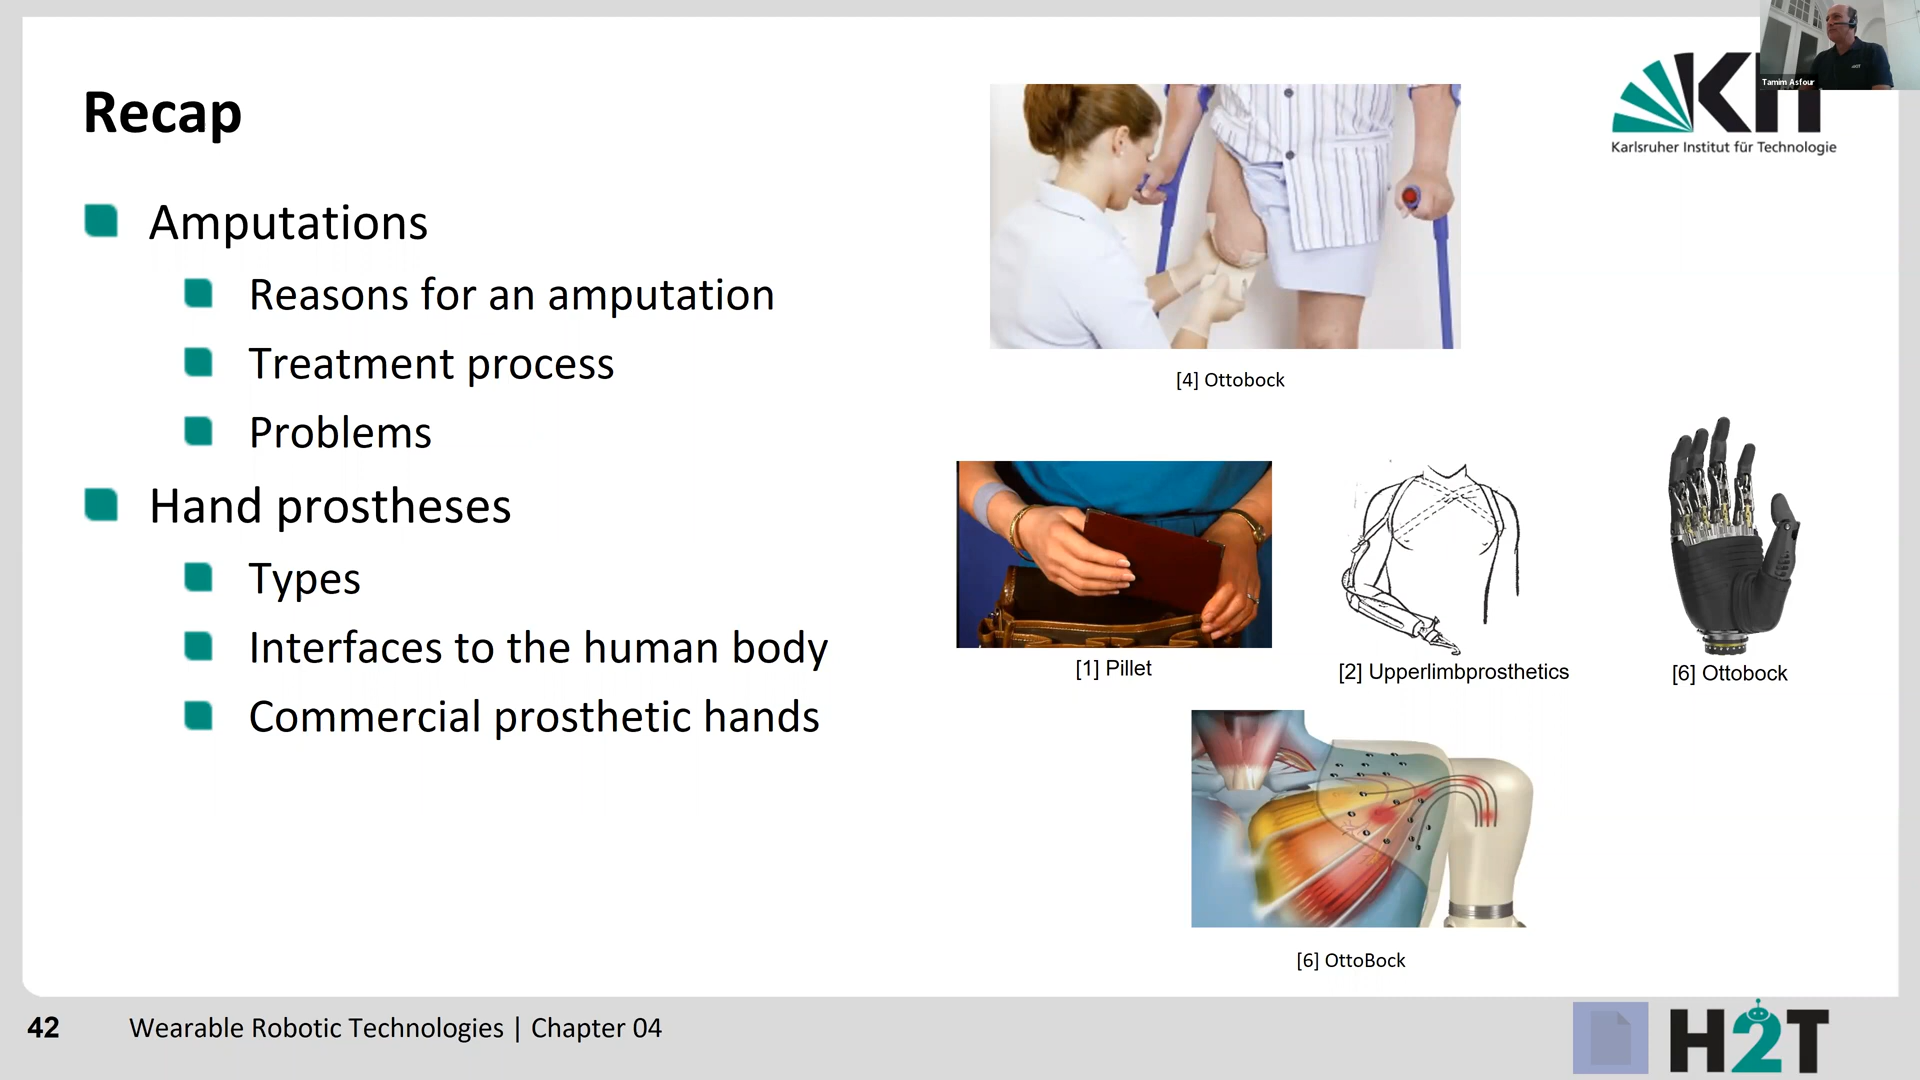 Tamim Asfour
KIT
Karlsruher Institut für Technologie
Recap
Amputations
Reasons for an amputation
Treatment process
Problems
Hand prostheses
Types
Interfaces to the human body
Commercial prosthetic hands
[4] Ottobock
[1] Pillet
[2] Upperlimbprosthetics
[6] Ottobock
[6] OttoBock
42
Wearable Robotic Technologies | Chapter 04
H2T